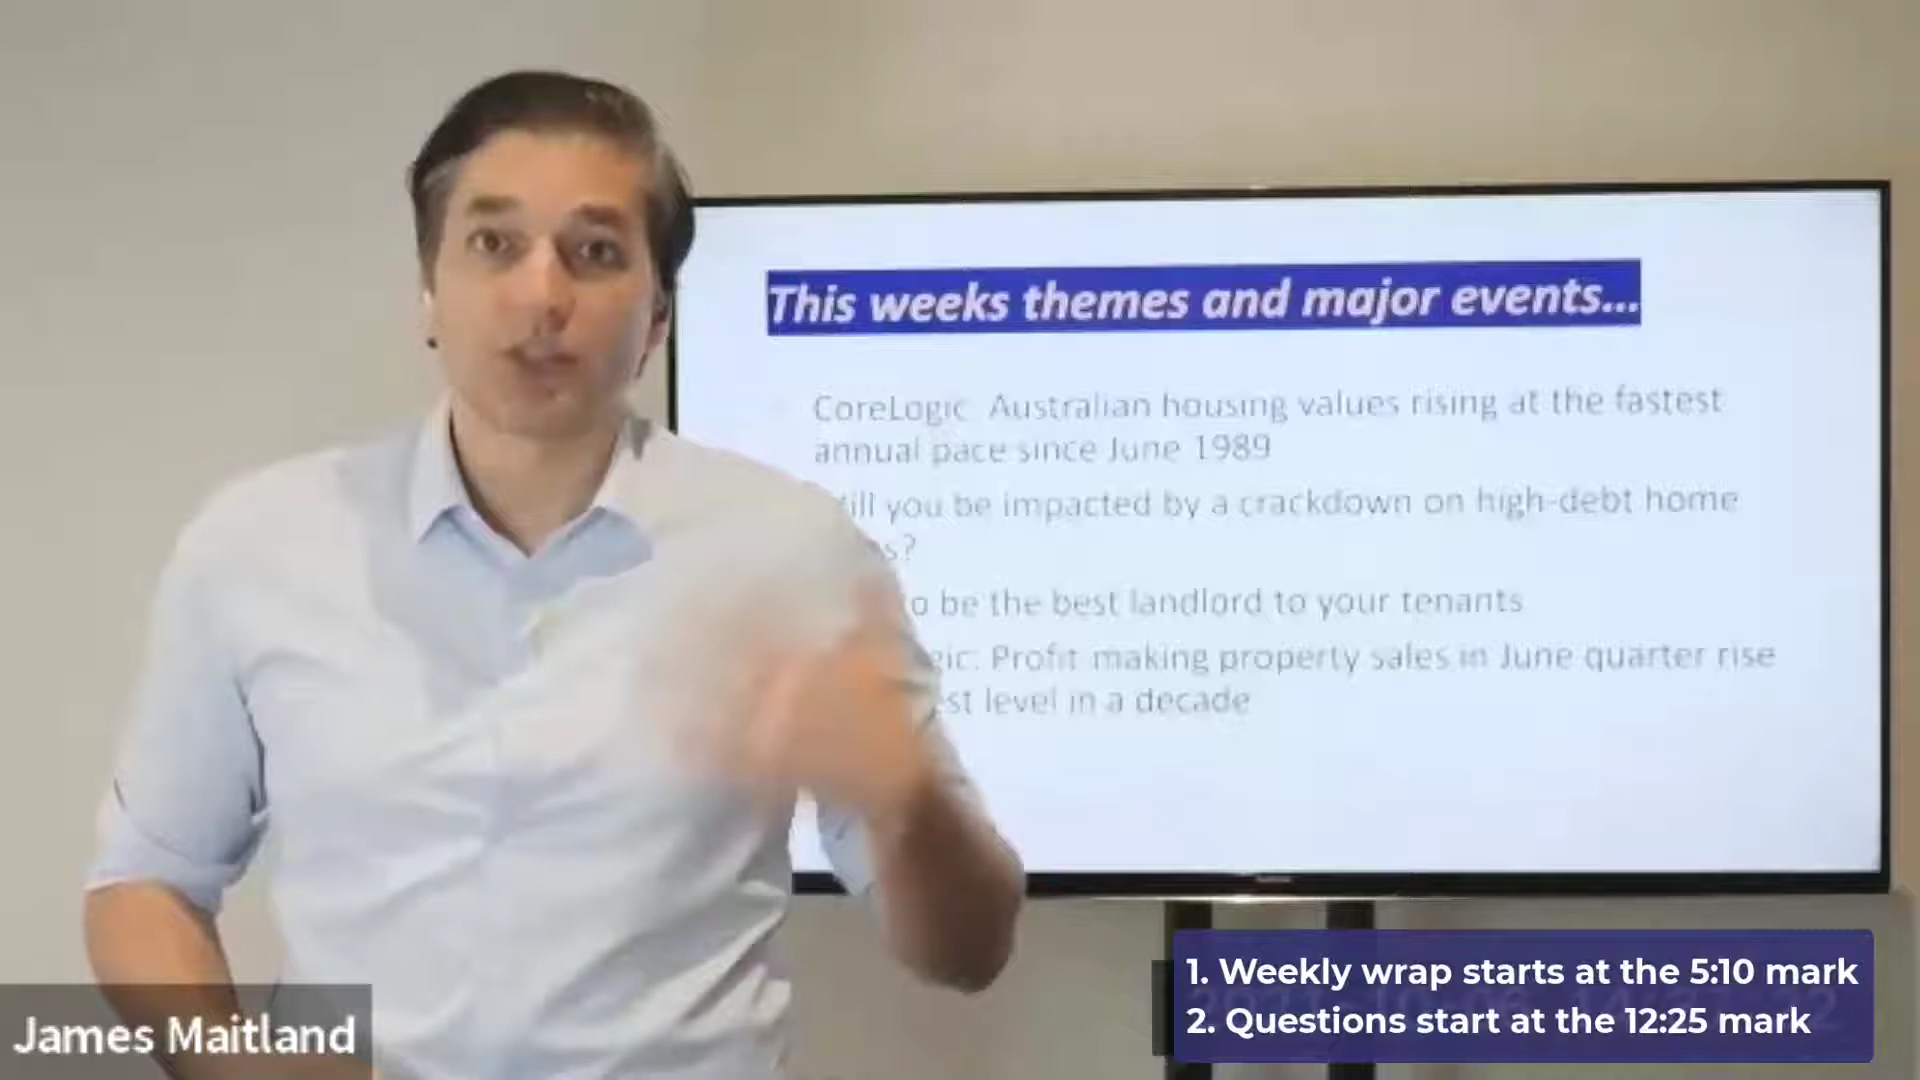 This weeks themes and major events...
CoreLogic Australian housing values rising at the fastest
annual pace since June 1989
ill you be impacted by a crackdown on high-debt home
s?
o be the best landlord to your tenants
gic: Profit making property sales in June quarter rise
est level in a decade
1. Weekly wrap starts at the 5:10 mark
2. Questions start at the 12:25 mark
James Maitland